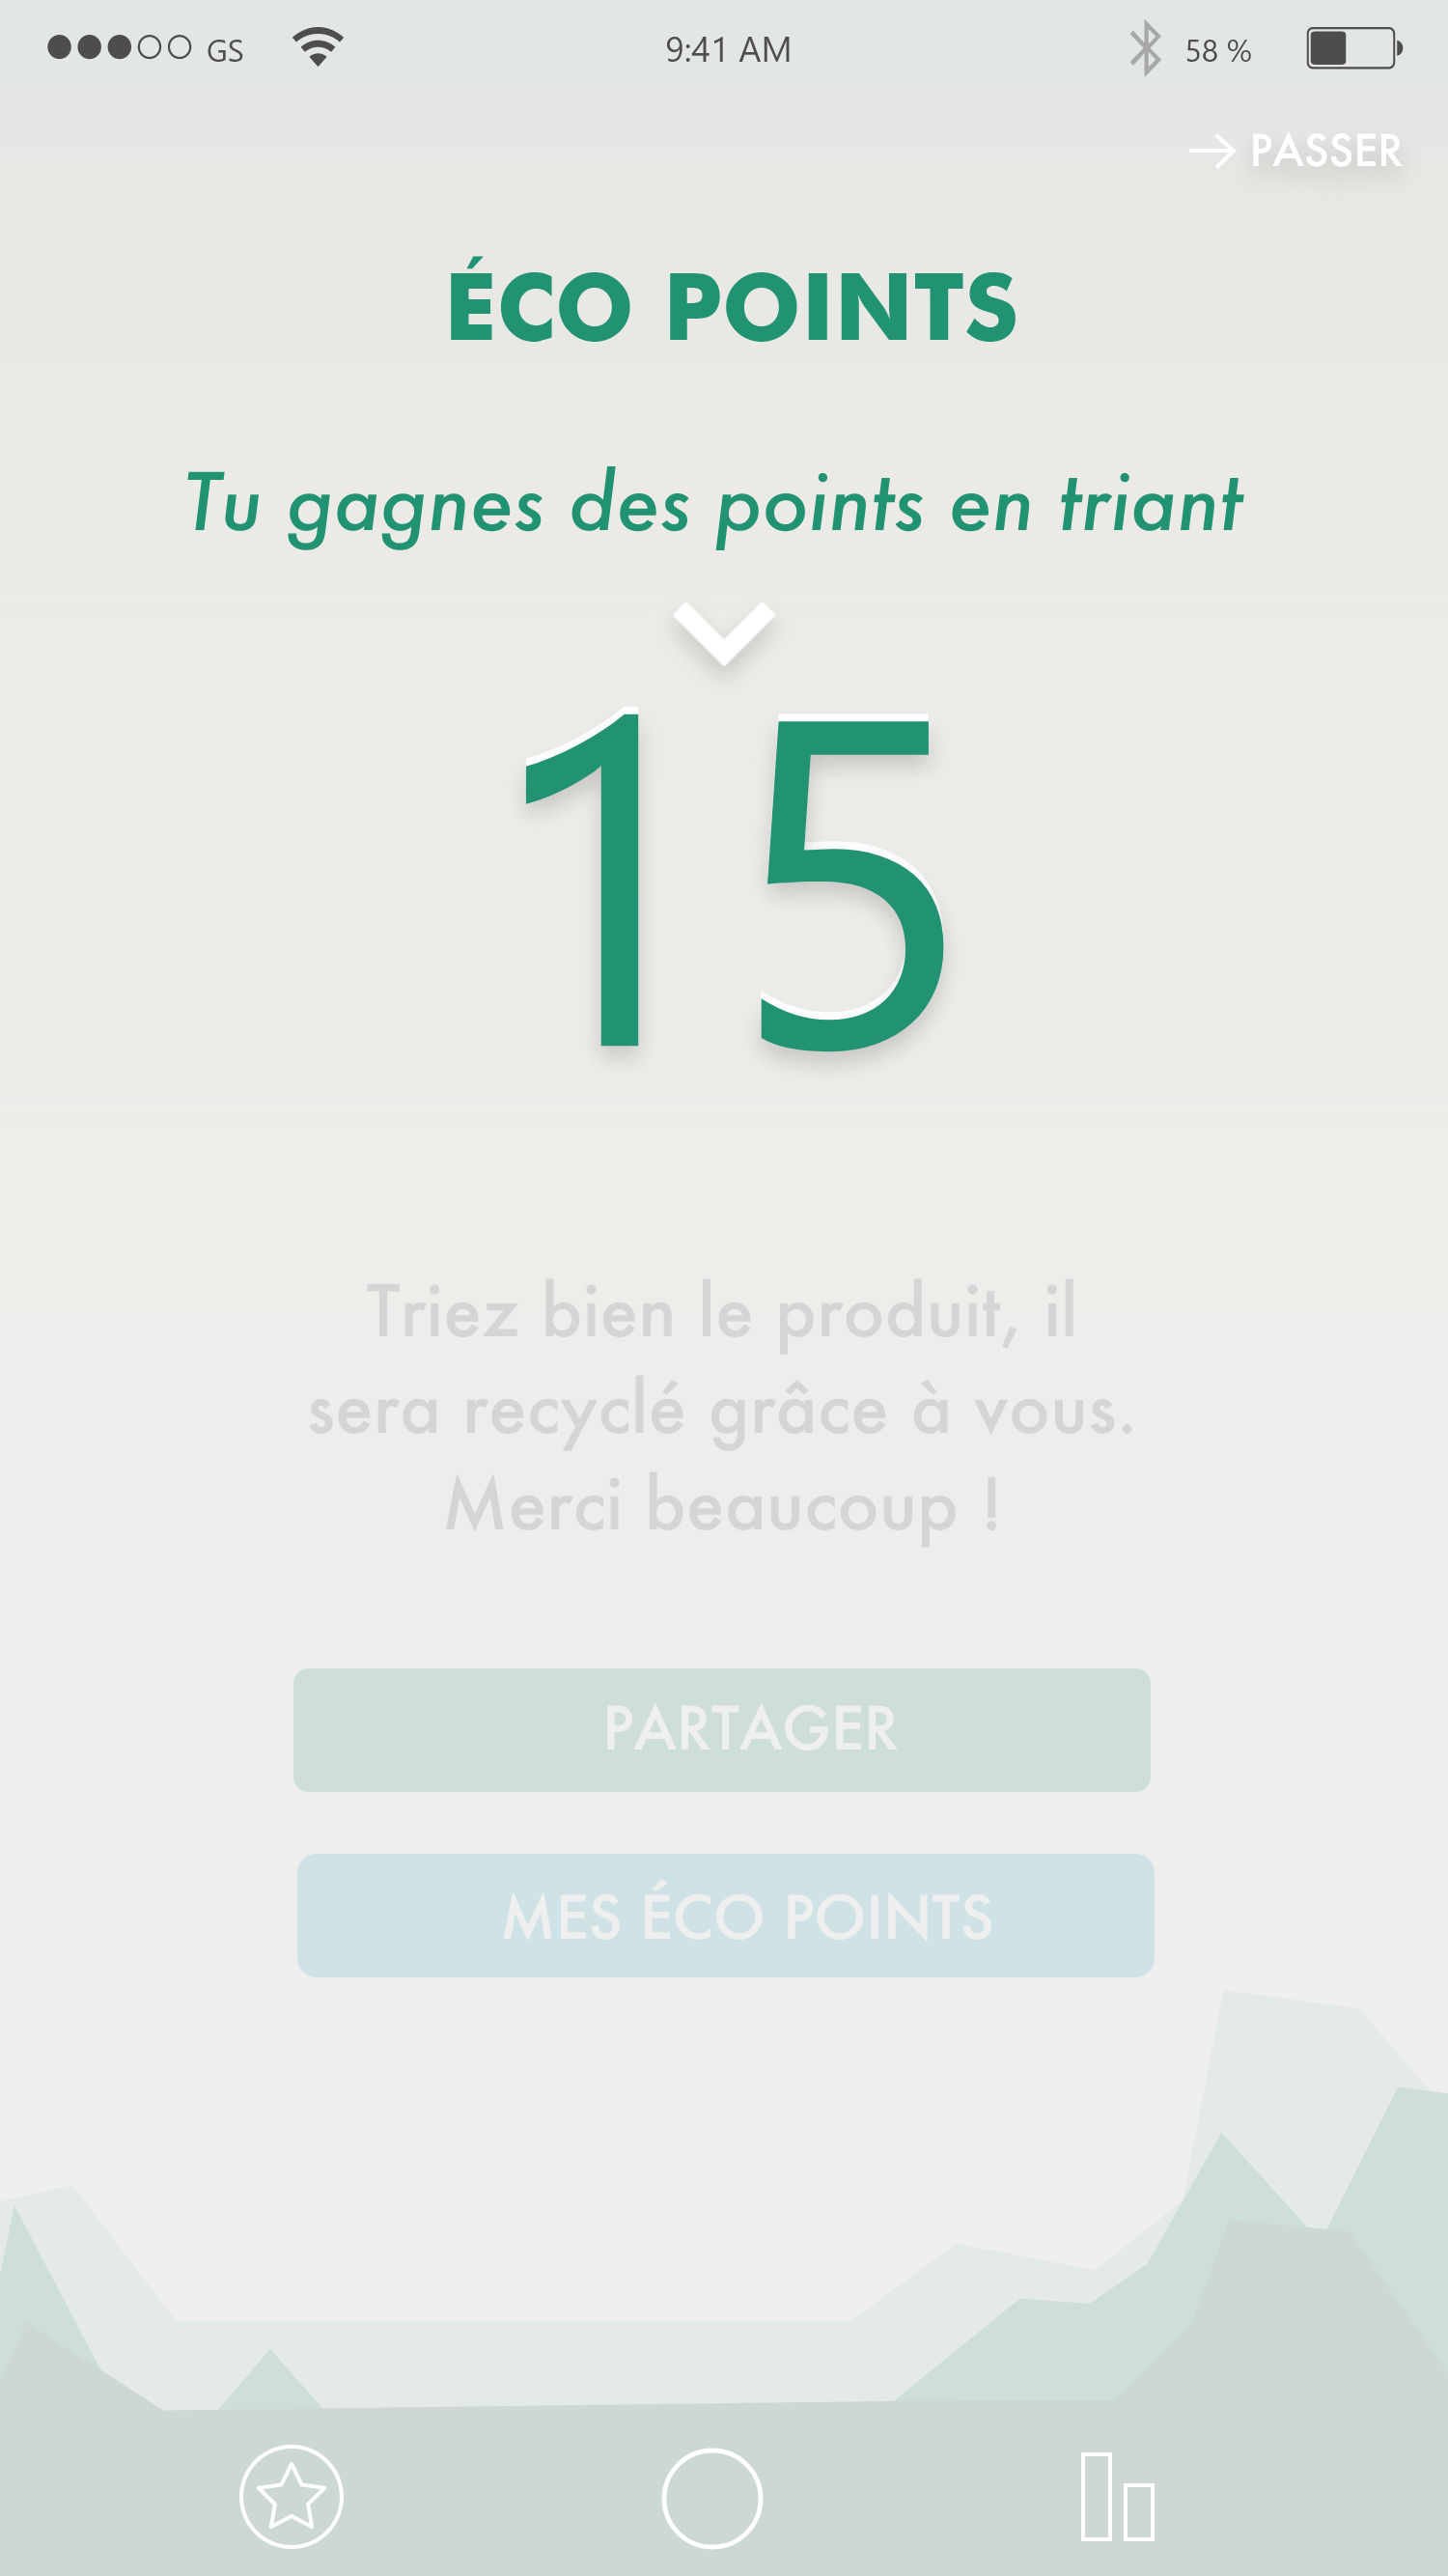 GS
9:41 AM
58 %
PASSER
ÉCO POINTS
Tu gagnes des points en triant
15
Triez bien le produit, il
sera recyclé grâce à vous.
Merci beaucoup !
PARTAGER
MES ÉCO POINTS